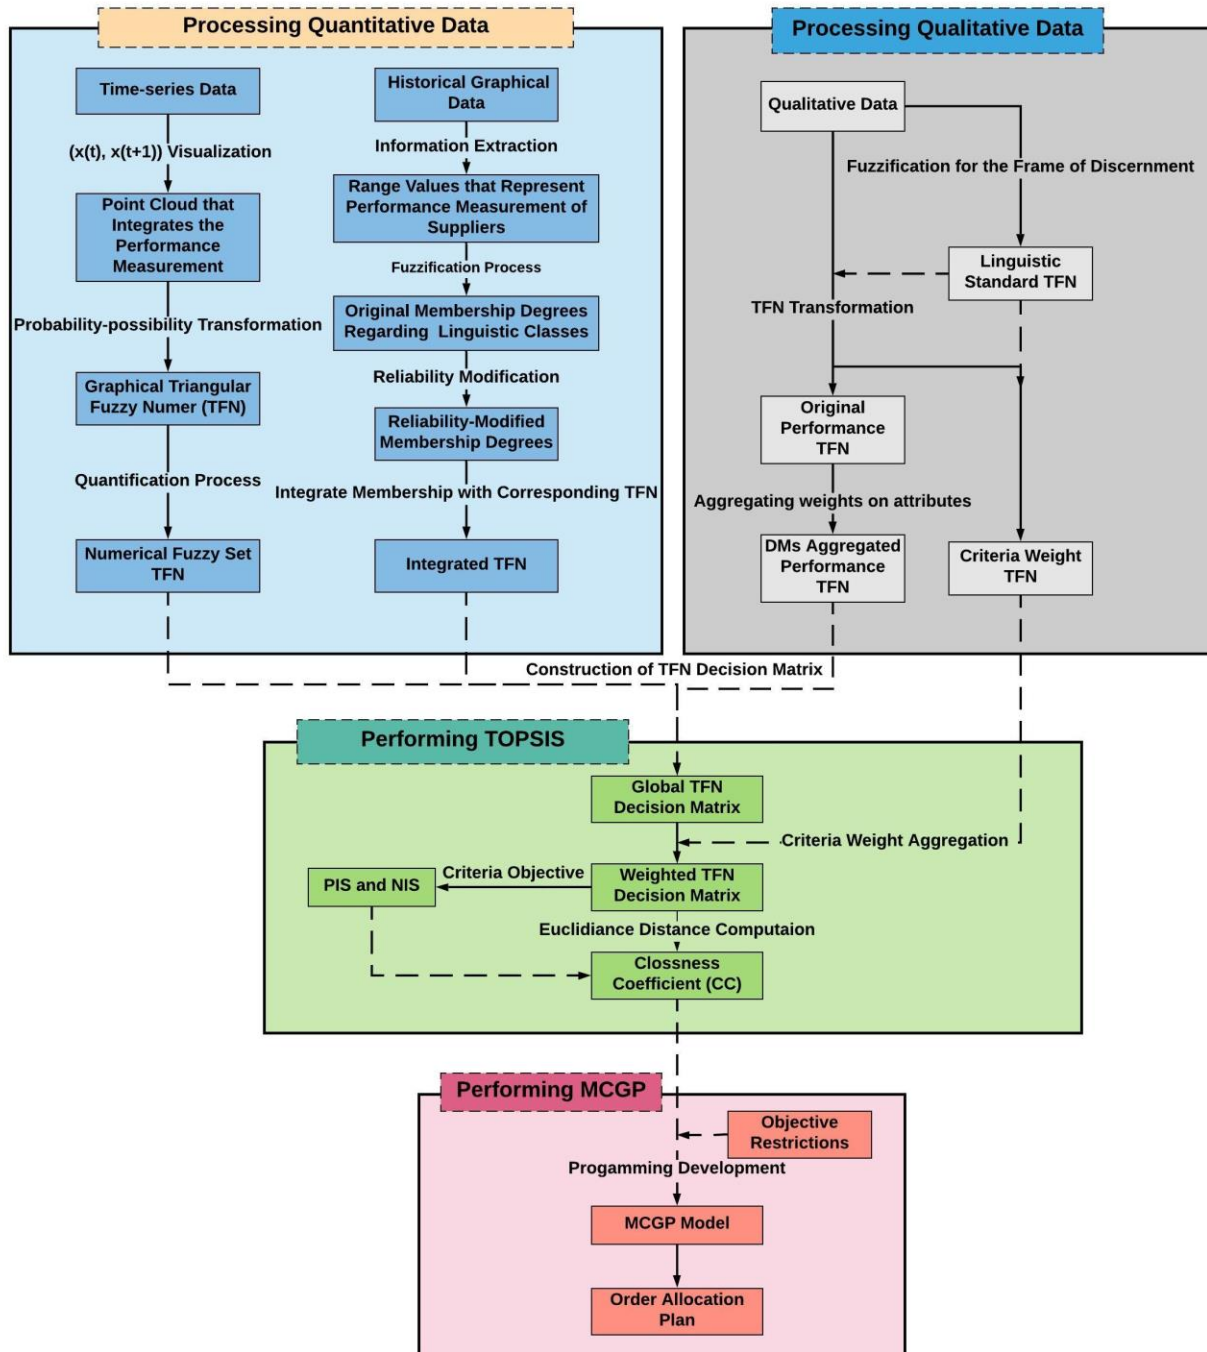 Processing Quantitative Data
Time-series Data
(x(t), x(t+1)) Visualization
Point Cloud that
Integrates the
Performance
Measurement
Probability-possibility Transformation
Graphical Triangular
Fuzzy Numer (TFN)
Quantification Process
Numerical Fuzzy Set
TFN
Historical Graphical
Data
Information Extraction
Range Values that Represent
Performance Measurement of
Suppliers
Fuzzification Process
Original Membership Degrees
Regarding Linguistic Classes
Reliability Modification
Reliability-Modified
Membership Degrees
Integrate Membership with Corresponding TFN
Integrated TFN
Processing Qualitative Data
Qualitative Data
Fuzzification for the Frame of Discernment
Linguistic
Standard TFN
TFN Transformation
Original
Performance
TFN
Aggregating weights on attributes
DMs Aggregated
Performance
TFN
Criteria Weight
TFN
Construction of TFN Decision Matrix
Performing TOPSIS
Global TFN
Decision Matrix
Criteria Weight Aggregation
Weighted TFN
Decision Matrix
Criteria Objective
PIS and NIS
Euclidiance Distance Computaion
Clossness
Coefficient (CC)
Performing MCGP
Objective
Restrictions
Progamming Development
MCGP Model
Order Allocation
Plan